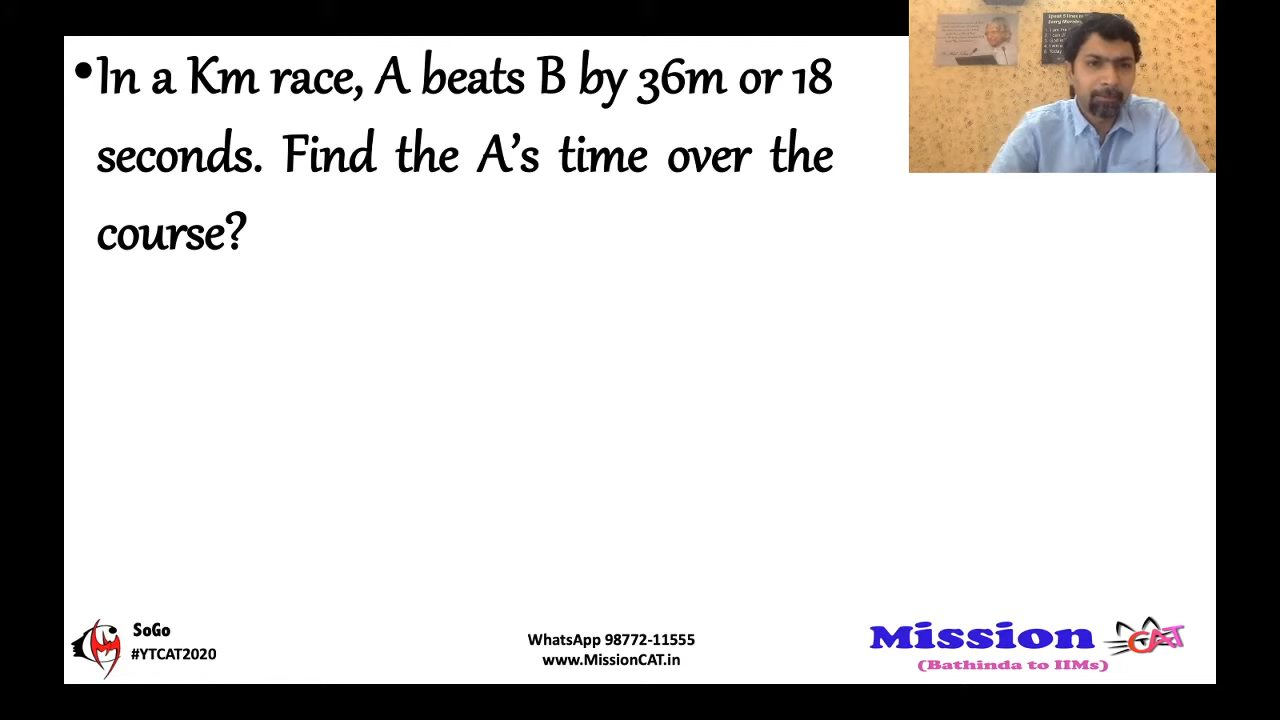 •In a Km race, A beats B by 36m or 18
seconds. Find the A's time over the
course?
SoGo
#YTCAT2020
WhatsApp 98772-11555
www.MissionCAT.in
Mission CAT
(Bathinda to IIMs)